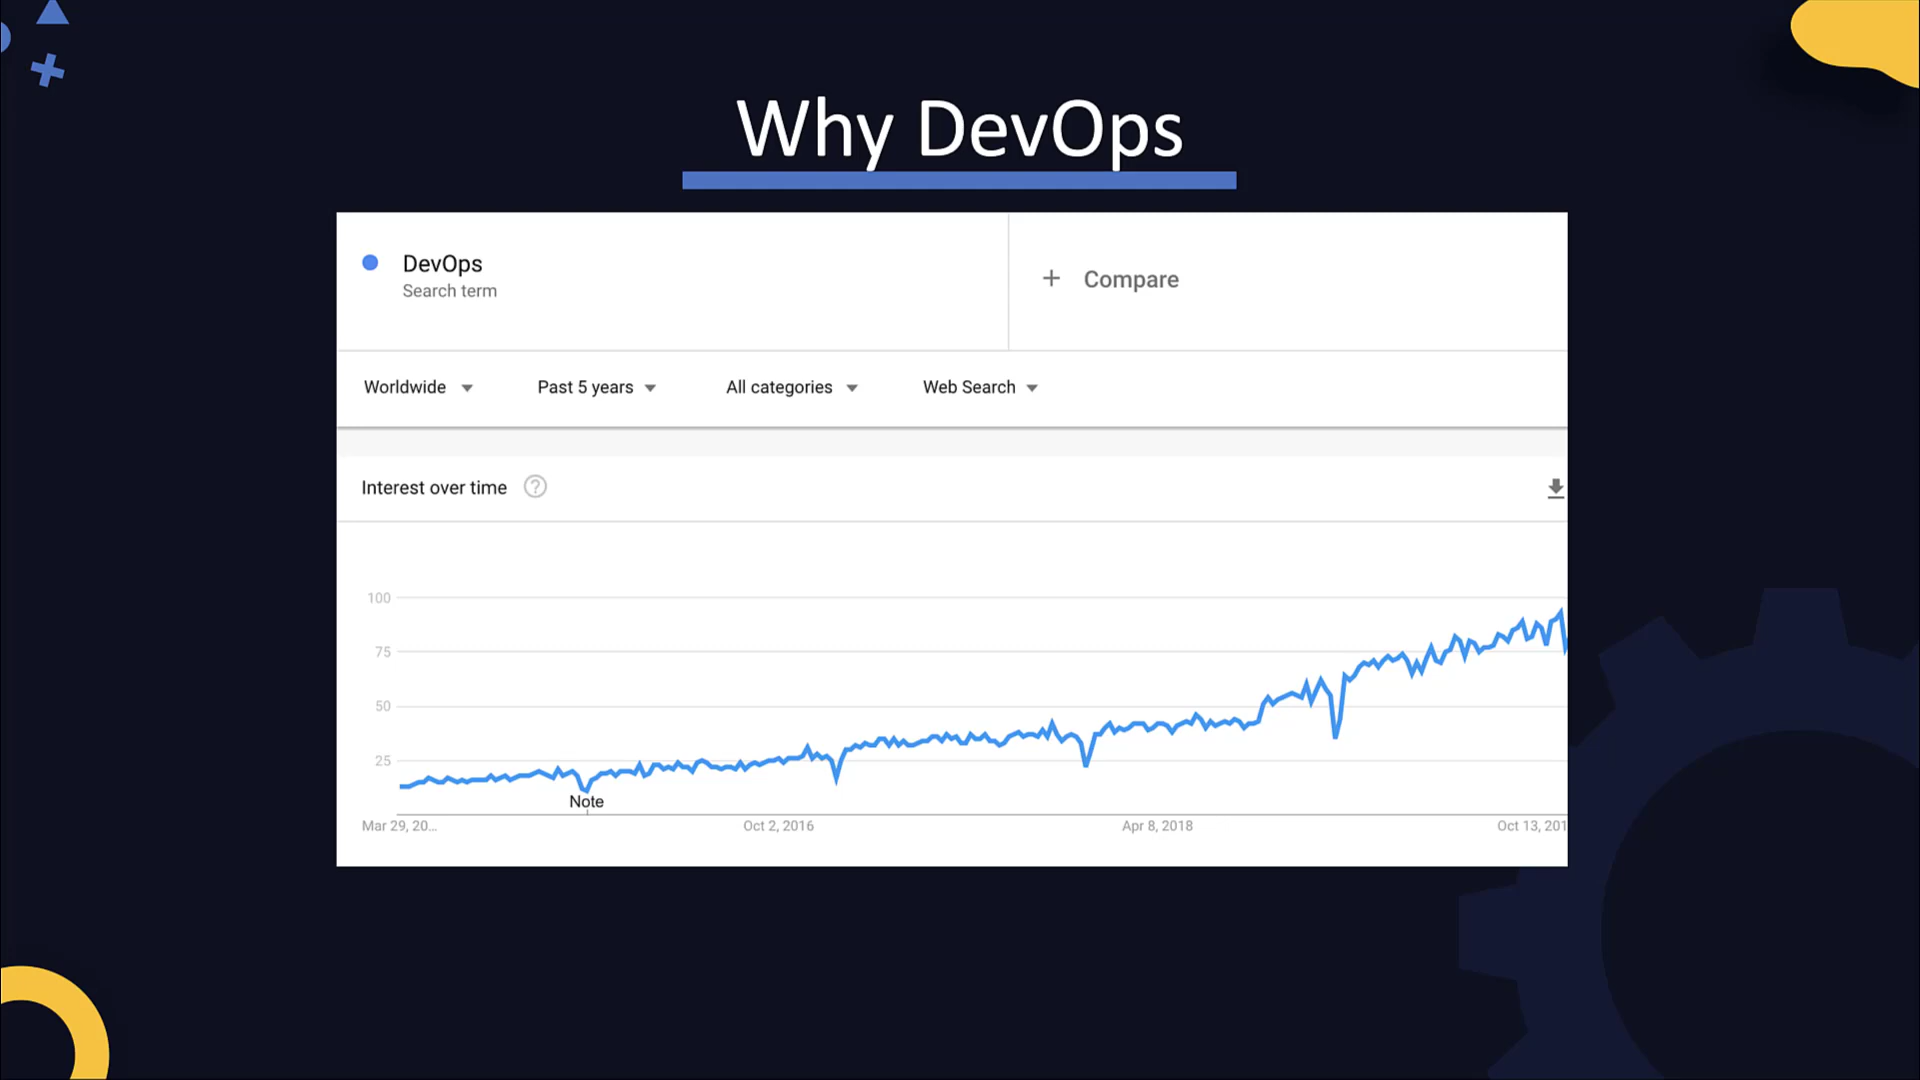 Why DevOps
DevOps
Search term
+ Compare
Worldwide
Past 5 years
All categories
Web Search
Interest over time ?
100
75
50
25
Note
Mar 29, 20...
Oct 2, 2016
Apr 8, 2018
Oct 13, 201